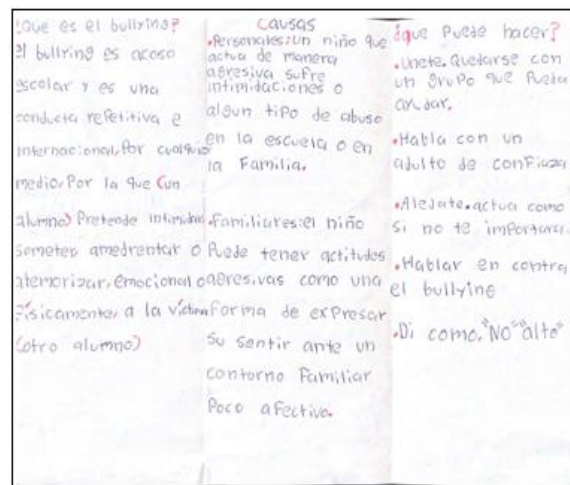 ¿Que es el bullying?
El bullying es acoso
escolar y es una
conducta repetitiva e
internacional, Por cualquier
medio, Por la que (un
alumno) Pretende intimidar
someter, amedrentar o
atemorizar, emocional o
Físicamente, a la víctima
(otro alumno)
Causas
•Personales: un niño que
actua de manera
agresiva sufre
intimidaciones o
algun tipo de abuso
en la escuela o en
la Familia.
•Familiares: el niño
Puede tener actitudes
agresivas como una
Forma de exPresar
su sentir ante un
contorno Familiar
Poco aFectivo.
¿que Puede hacer?
•Unete. Quedarse con
un grupo que Pueda
ayudar.
•Habla con un
adulto de conFiaza
•Alejate. actua como
si no te importara.
•Hablar en contra
el bullying
•Di como. "No" "alto"